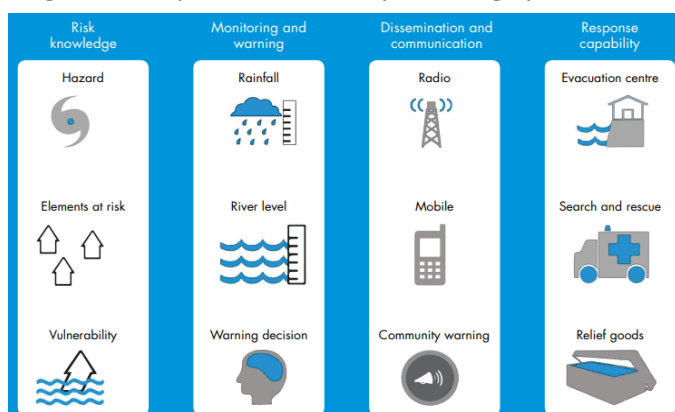 Risk
knowledge
Monitoring and
warning
Dissemination and
communication
Response
capability
Hazard
Rainfall
Radio
Evacuation centre
Elements at risk
River level
Mobile
Search and rescue
Vulnerability
Warning decision
Community warning
Relief goods